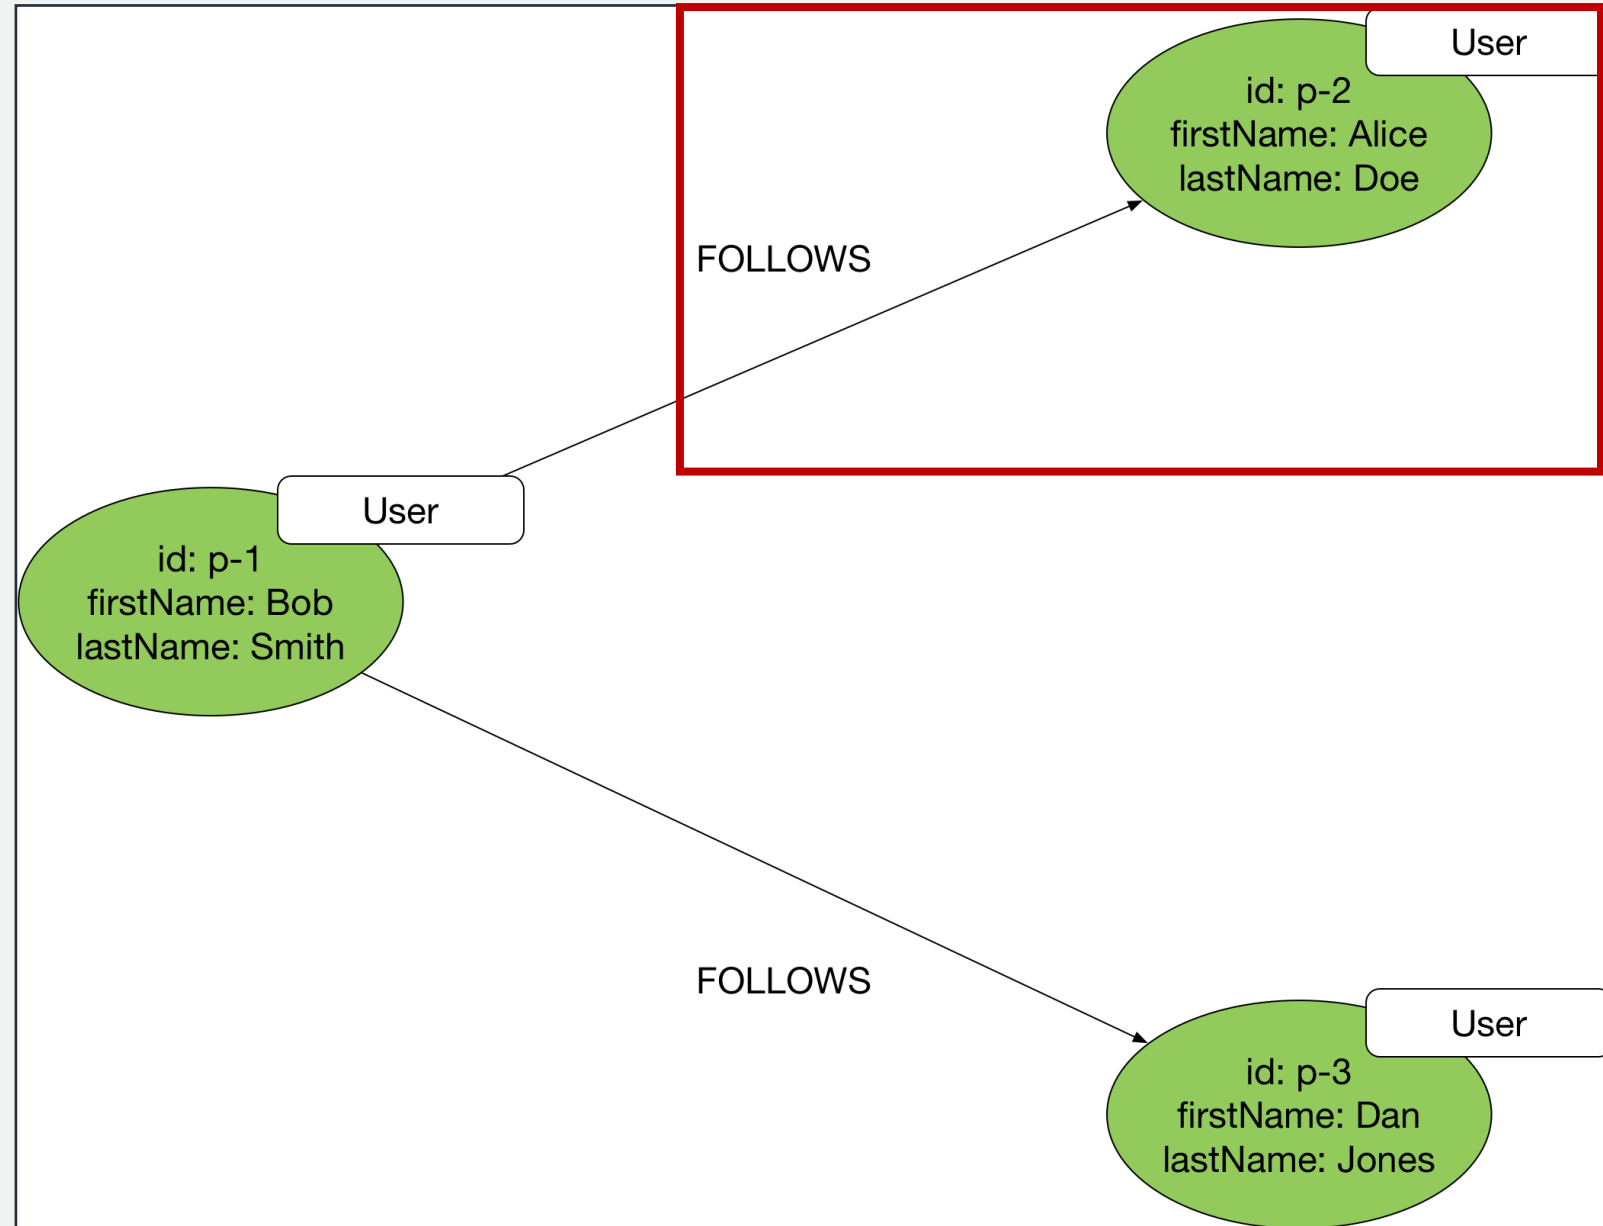 User
id: p-2
firstName: Alice
lastName: Doe
FOLLOWS
User
id: p-1
firstName: Bob
lastName: Smith
FOLLOWS
User
id: p-3
firstName: Dan
lastName: Jones